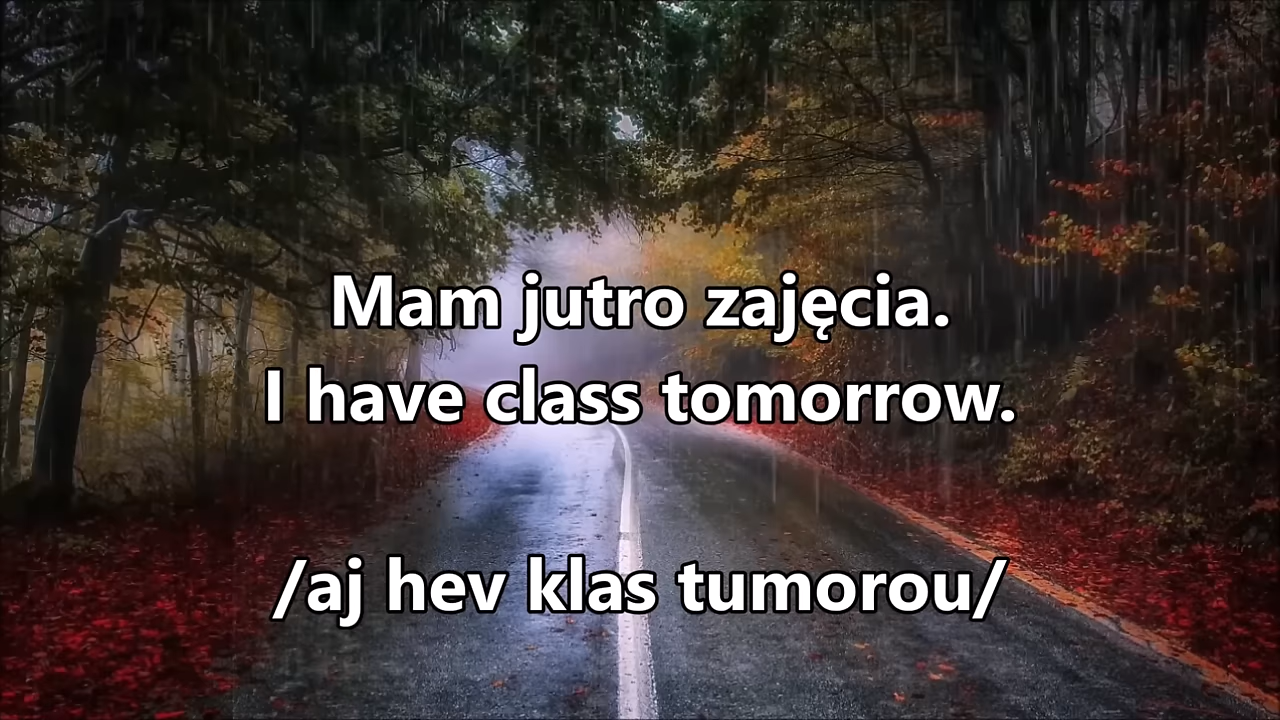 Mam jutro zajęcia.
I have class tomorrow.
/aj hev klas tumorou/